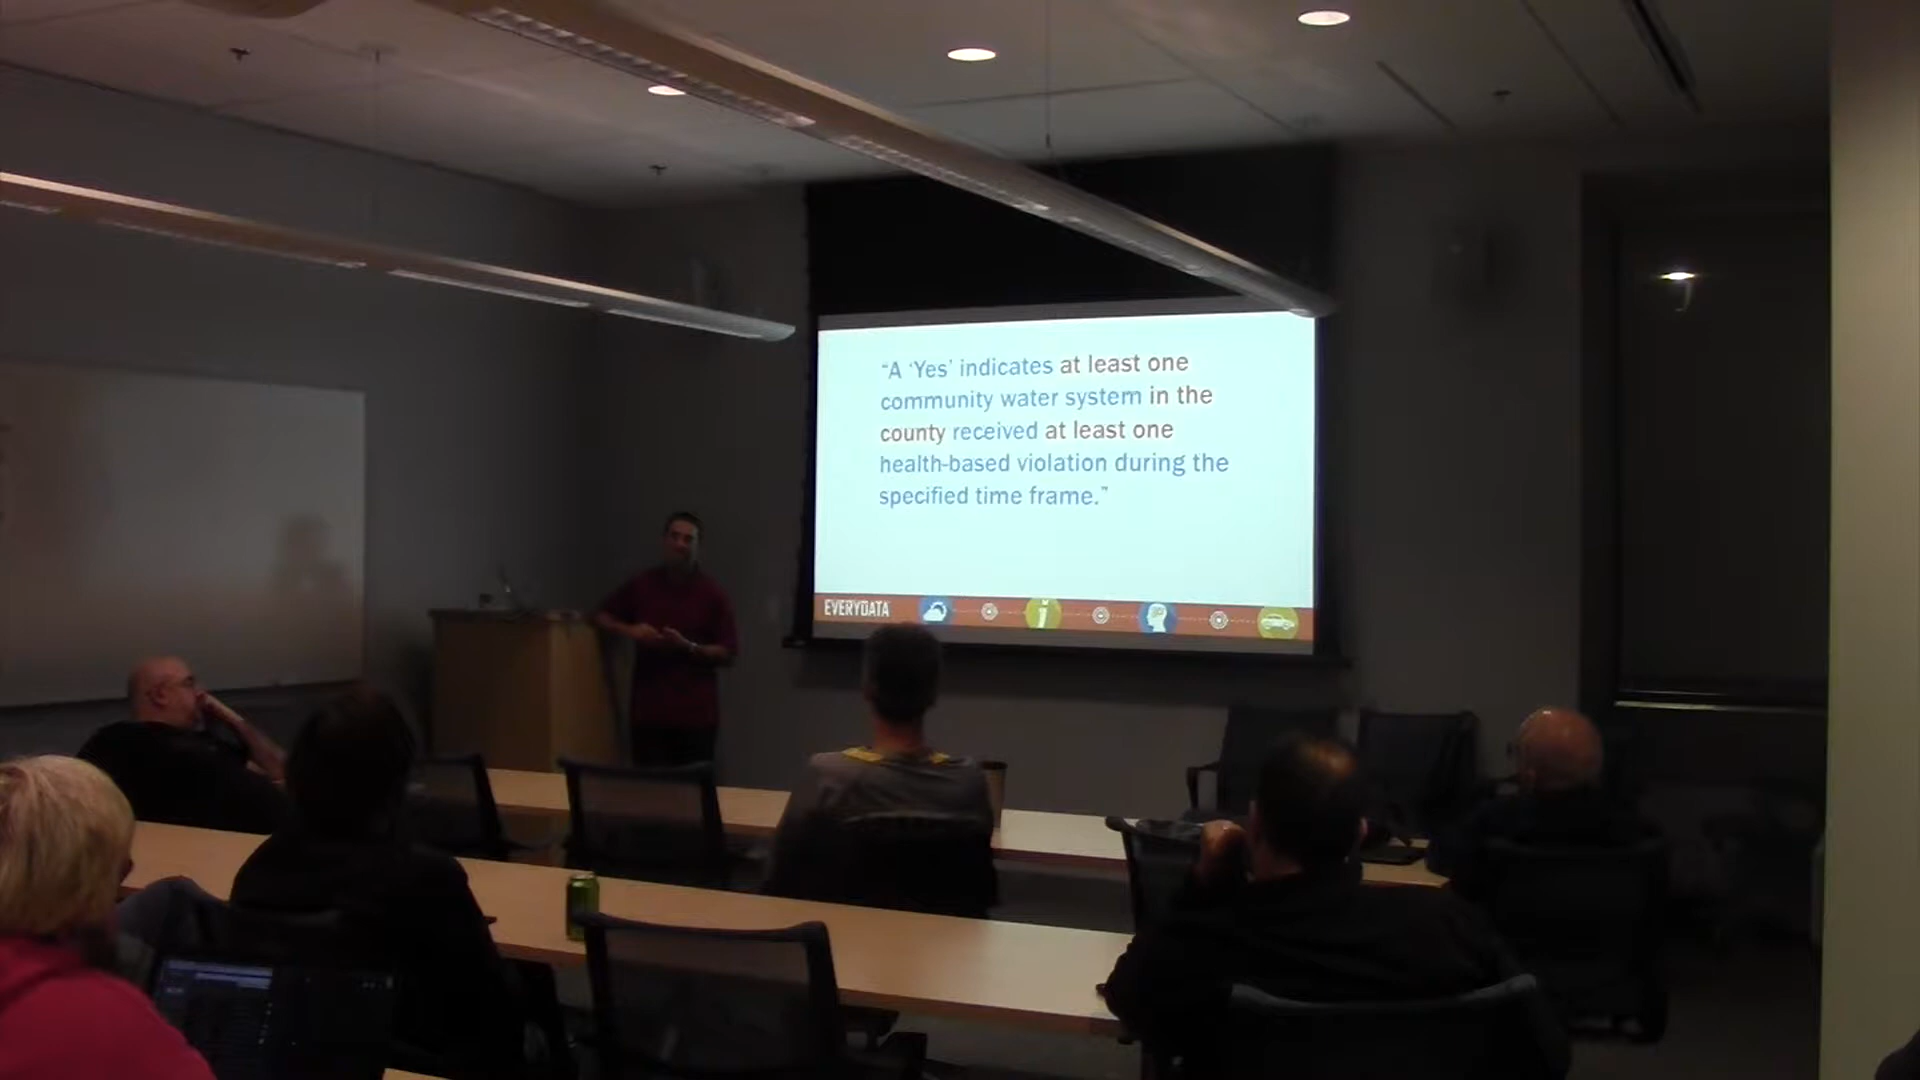 “A ‘Yes’ indicates at least one
community water system in the
county received at least one
health-based violation during the
specified time frame.”
EVERYDATA